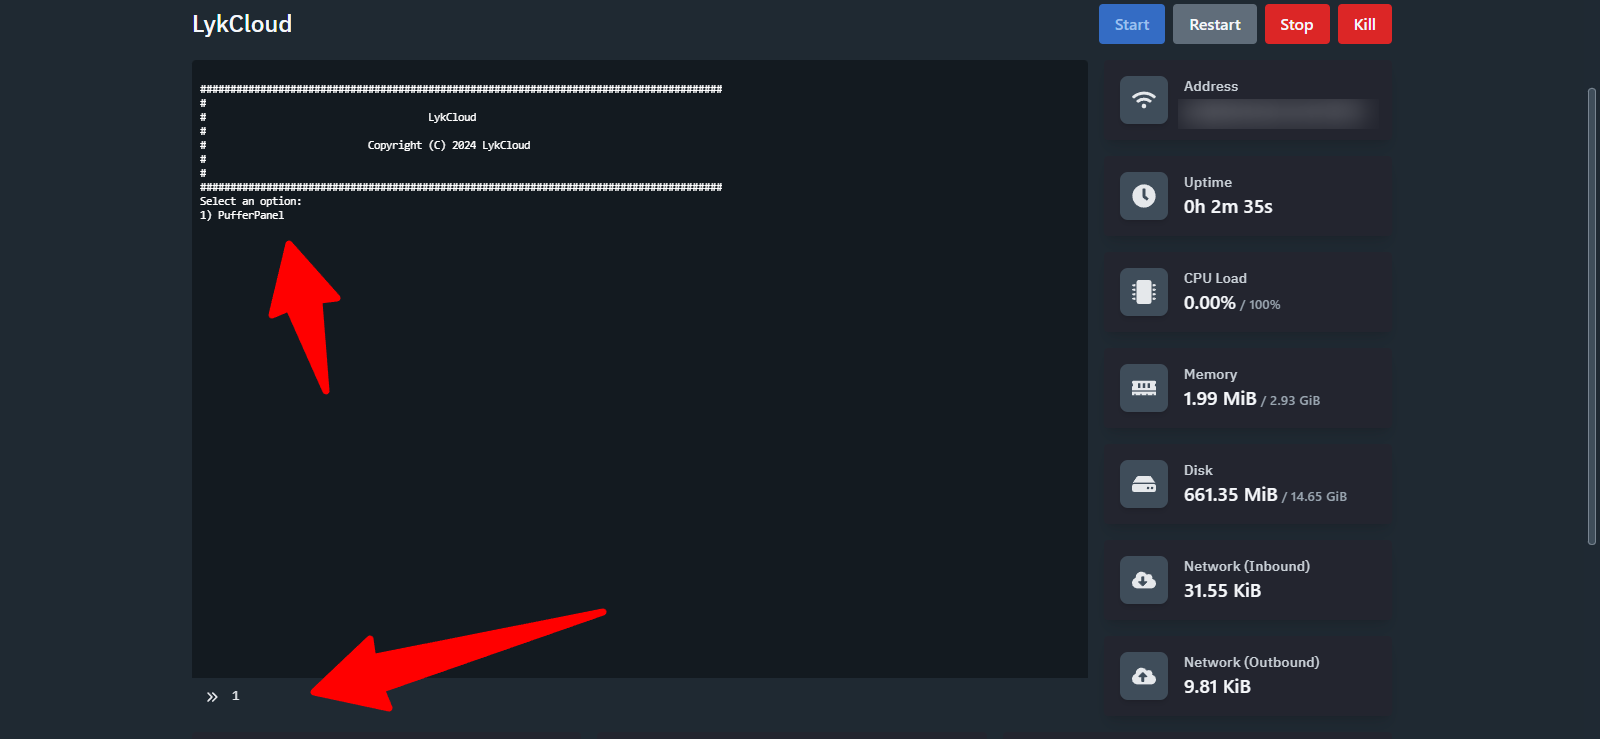 LykCloud
Start
Restart
Stop
Kill
#######################################################################################
#
# LykCloud
#
# Copyright (C) 2024 LykCloud
#
#
#######################################################################################
Select an option:
1) PufferPanel
» 1
Address
Uptime
0h 2m 35s
CPU Load
0.00% / 100%
Memory
1.99 MiB / 2.93 GiB
Disk
661.35 MiB / 14.65 GiB
Network (Inbound)
31.55 KiB
Network (Outbound)
9.81 KiB